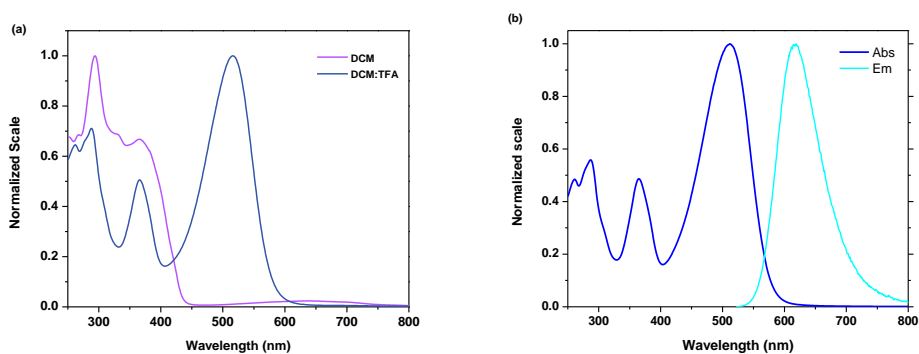 (a)
DCM
DCM:TFA
Normalized Scale
1.0
0.8
0.6
0.4
0.2
0.0
300 400 500 600 700 800
Wavelength (nm)
(b)
Abs
Em
Normalized scale
1.0
0.8
0.6
0.4
0.2
0.0
300 400 500 600 700 800
Wavelength (nm)